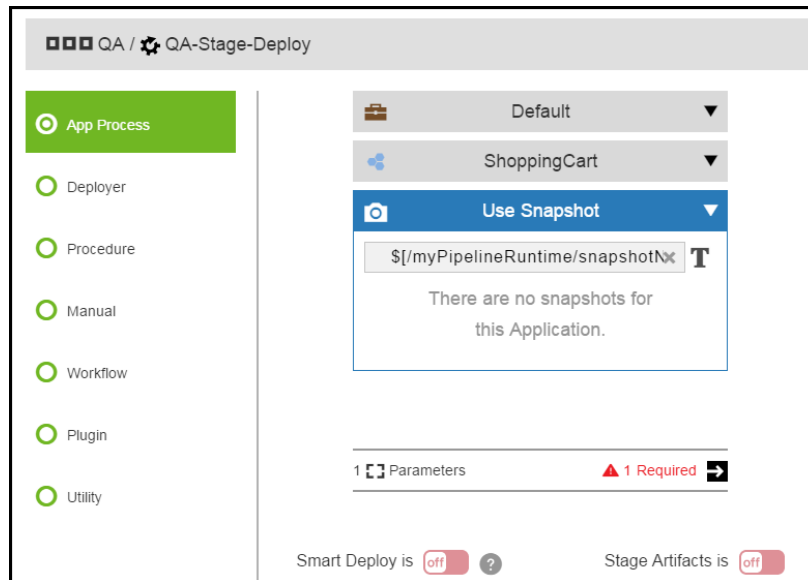 QA / QA-Stage-Deploy
App Process
Deployer
Procedure
Manual
Workflow
Plugin
Utility
Default
ShoppingCart
Use Snapshot
$[/myPipelineRuntime/snapshotN
T
There are no snapshots for
this Application.
1 Parameters
1 Required
Smart Deploy is off ?
Stage Artifacts is off